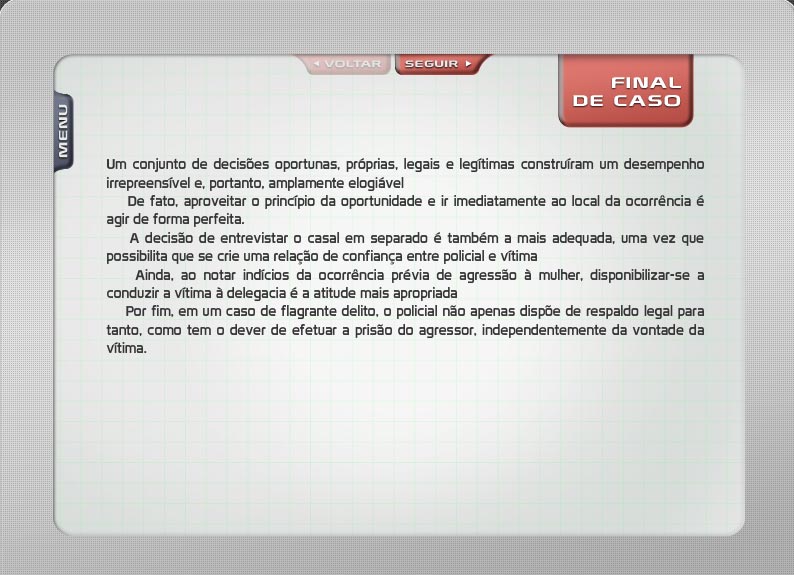 VOLTAR
SEGUIR
FINAL
DE CASO
MENU
Um conjunto de decisões oportunas, próprias, legais e legítimas construíram um desempenho
irrepreensível e, portanto, amplamente elogiável
De fato, aproveitar o princípio da oportunidade e ir imediatamente ao local da ocorrência é
agir de forma perfeita.
A decisão de entrevistar o casal em separado é também a mais adequada, uma vez que
possibilita que se crie uma relação de confiança entre policial e vítima
Ainda, ao notar indícios da ocorrência prévia de agressão à mulher, disponibilizar-se a
conduzir a vítima à delegacia é a atitude mais apropriada
Por fim, em um caso de flagrante delito, o policial não apenas dispõe de respaldo legal para
tanto, como tem o dever de efetuar a prisão do agressor, independentemente da vontade da
vítima.